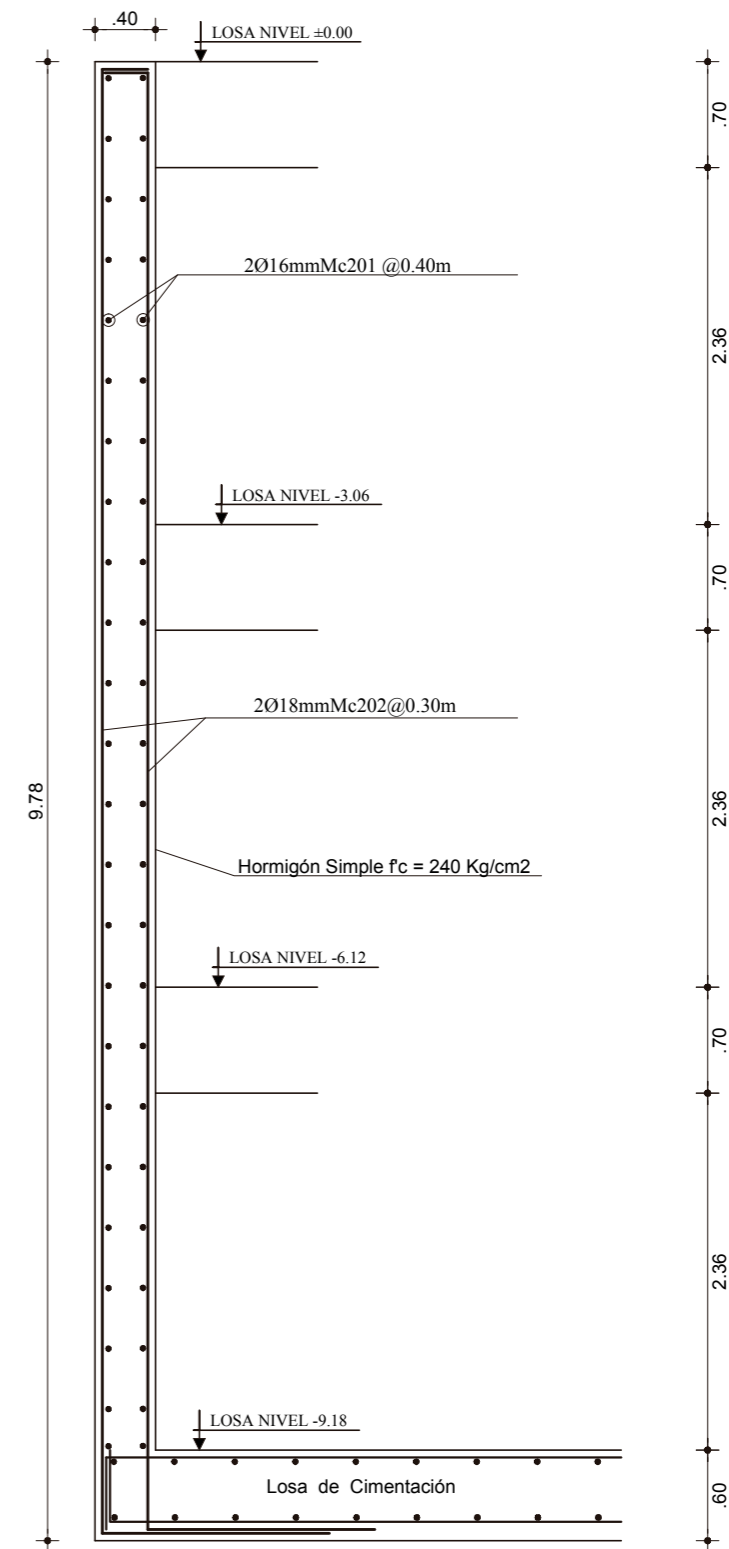 .40
LOSA NIVEL ±0.00
.70
2Ø16mmMc201 @0.40m
2.36
LOSA NIVEL -3.06
.70
2Ø18mmMc202@0.30m
9.78
2.36
Hormigón Simple f'c = 240 Kg/cm2
LOSA NIVEL -6.12
.70
2.36
LOSA NIVEL -9.18
Losa de Cimentación
.60